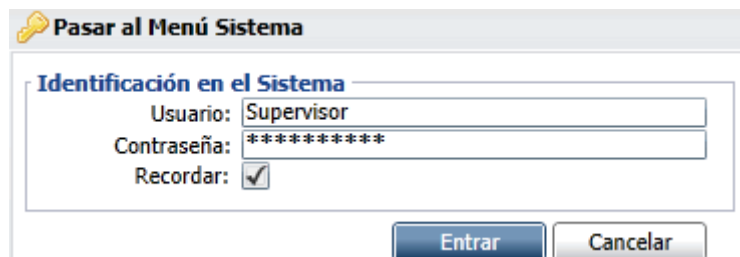 Pasar al Menú Sistema
Identificación en el Sistema
Usuario: Supervisor
Contraseña: **********
Recordar:
Entrar Cancelar